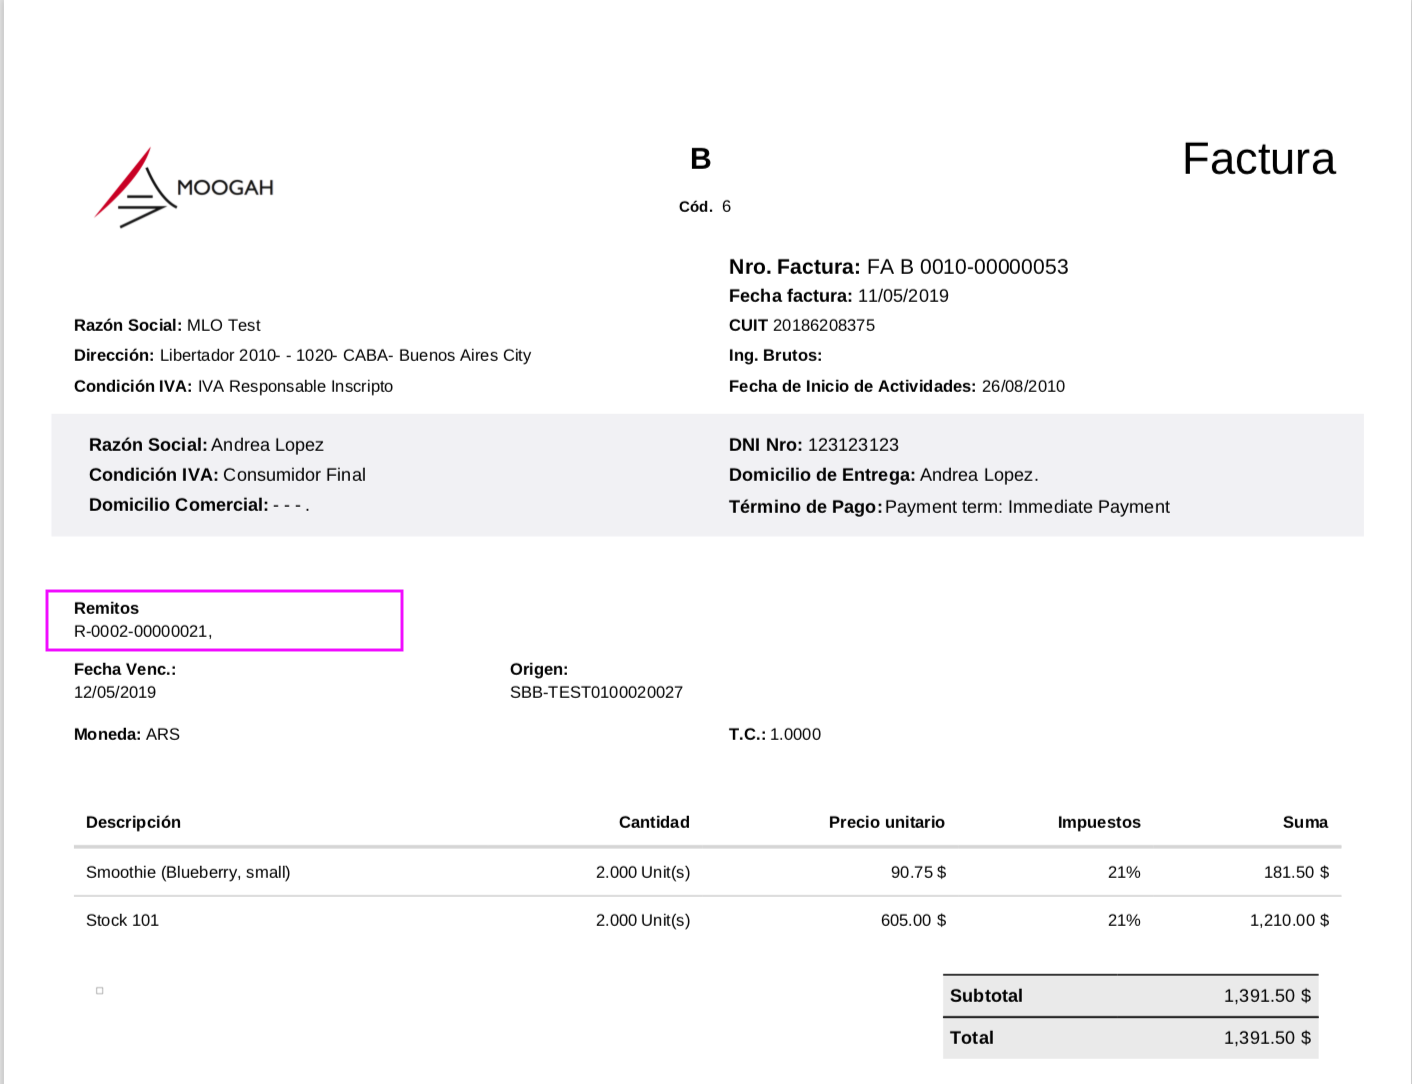 MOOGAH
B
Cód. 6
Factura
Nro. Factura: FA B 0010-00000053
Fecha factura: 11/05/2019
Razón Social: MLO Test
CUIT 20186208375
Dirección: Libertador 2010- - 1020- CABA- Buenos Aires City
Ing. Brutos:
Condición IVA: IVA Responsable Inscripto
Fecha de Inicio de Actividades: 26/08/2010
Razón Social: Andrea Lopez
DNI Nro: 123123123
Condición IVA: Consumidor Final
Domicilio de Entrega: Andrea Lopez.
Domicilio Comercial: - - - .
Término de Pago: Payment term: Immediate Payment
Remitos
R-0002-00000021,
Fecha Venc.:
12/05/2019
Origen:
SBB-TEST0100020027
Moneda: ARS
T.C.: 1.0000
Descripción Cantidad Precio unitario Impuestos Suma
Smoothie (Blueberry, small) 2.000 Unit(s) 90.75 $ 21% 181.50 $
Stock 101 2.000 Unit(s) 605.00 $ 21% 1,210.00 $
Subtotal 1,391.50 $
Total 1,391.50 $